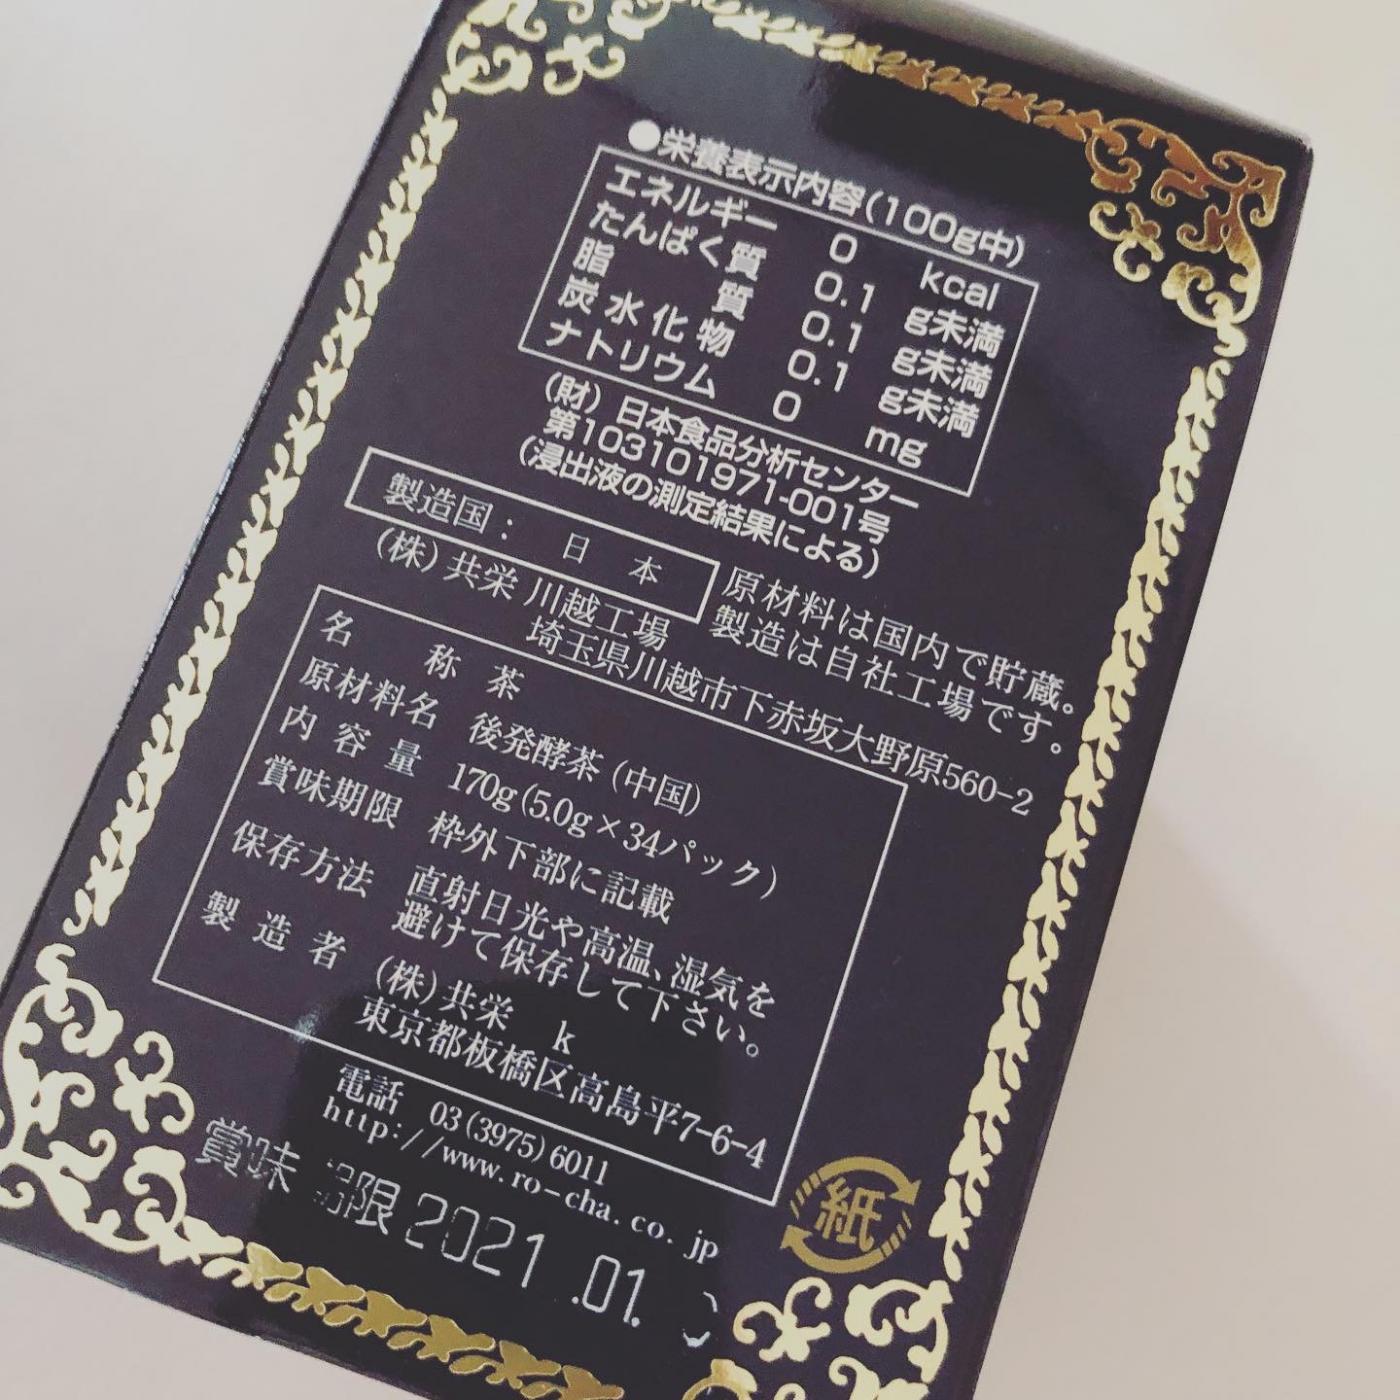 ●栄養表示内容(100g中)
エネルギー 0 kcal
たんぱく質 0.1 g未満
脂質 0.1 g未満
炭水化物 0.1 g未満
ナトリウム 0 mg
(財)日本食品分析センター
第103101971-001号
(浸出液の測定結果による)
製造国: 日本
原材料は国内で貯蔵。
製造は自社工場です。
(株)共栄 川越工場
埼玉県川越市下赤坂大野原560-2
名称 茶
原材料名 後発酵茶(中国)
内容量 170g(5.0g×34パック)
賞味期限 枠外下部に記載
保存方法 直射日光や高温、湿気を
避けて保存して下さい。
製造者 (株)共栄 k
東京都板橋区高島平7-6-4
電話 03(3975)6011
http://www.ro-cha.co.jp
紙
賞味期限 2021.01.